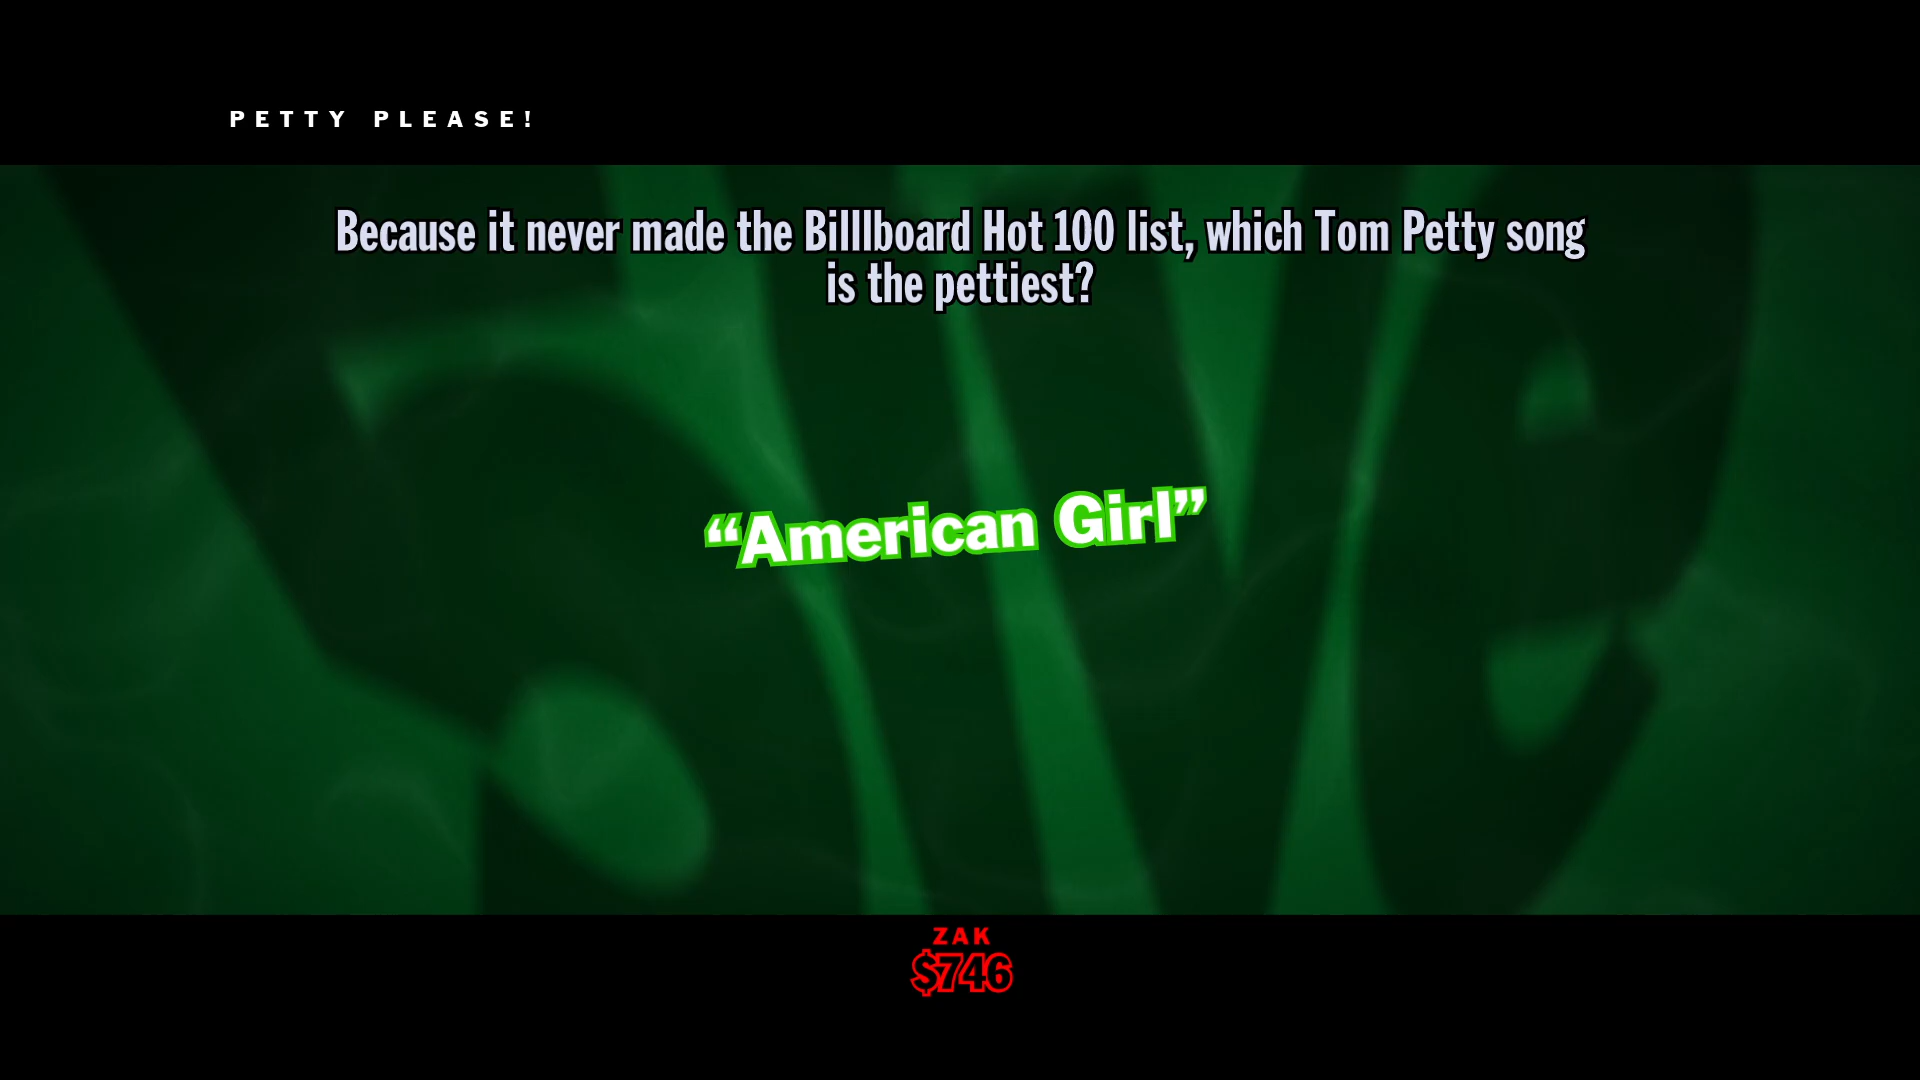 PETTY PLEASE!
Because it never made the Billlboard Hot 100 list, which Tom Petty song
is the pettiest?
“American Girl”
ZAK
$746